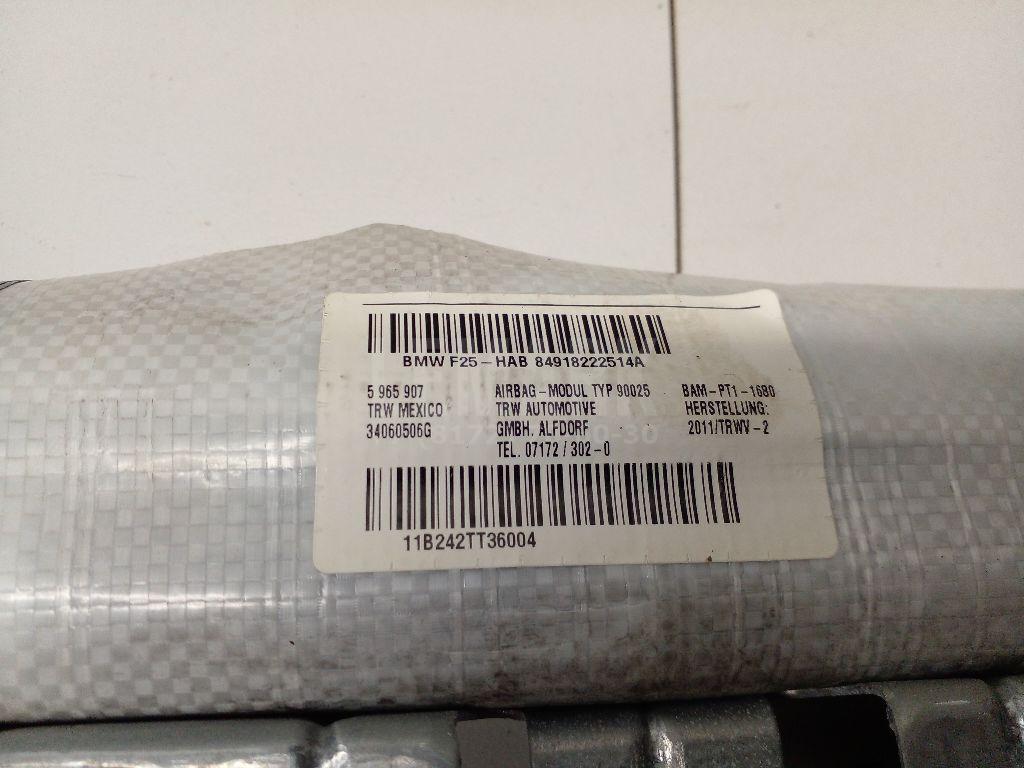 BMW F25-HAB 84918222514A
5 965 907 AIRBAG-MODUL TYP 90025 BAM-PT1-1680
TRW MEXICO TRW AUTOMOTIVE HERSTELLUNG:
34060506G GMBH. ALFDORF 2011/TRWV-2
TEL. 07172 / 302-0
11B242TT36004